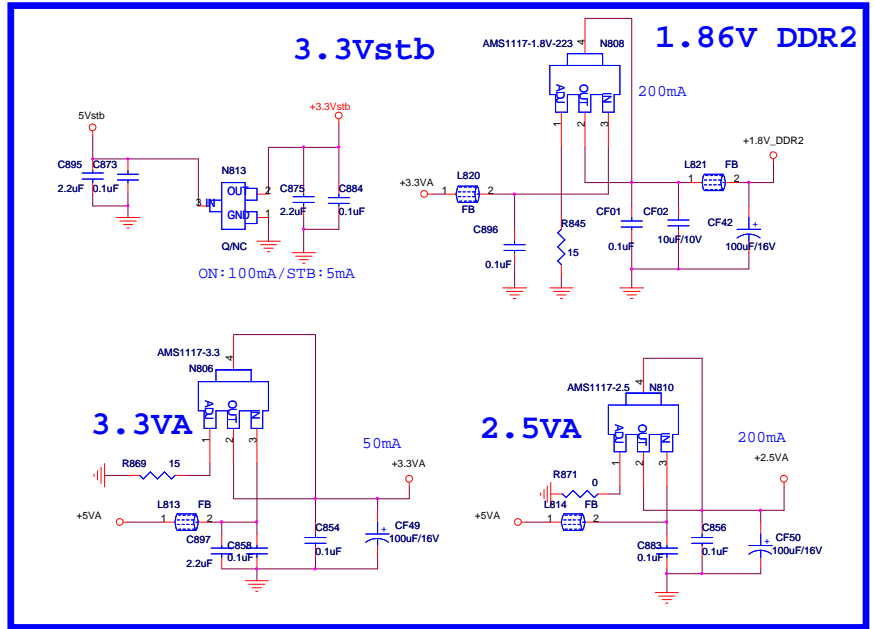 3.3Vstb
5Vstb
C895
C873
2.2uF
0.1uF
N813
OUT
IN
GND
3
2
1
Q/NC
+3.3Vstb
C875
2.2uF
C884
0.1uF
ON:100mA/STB:5mA
1.86V DDR2
AMS1117-1.8V-223
N808
4
ADJ
OUT
IN
1
2
3
200mA
+1.8V_DDR2
+3.3VA
L820
1
2
FB
L821
FB
1
2
C896
0.1uF
R845
15
CF01
0.1uF
CF02
10uF/10V
CF42
+
100uF/16V
3.3VA
AMS1117-3.3
N806
4
ADJ
OUT
IN
1
2
3
50mA
R869
15
+3.3VA
L813
FB
+5VA
1
2
C897
2.2uF
C858
0.1uF
C854
0.1uF
CF49
+
100uF/16V
2.5VA
AMS1117-2.5
N810
4
ADJ
OUT
IN
1
2
3
200mA
+2.5VA
R871
0
L814
FB
+5VA
1
2
C883
0.1uF
C856
0.1uF
CF50
+
100uF/16V